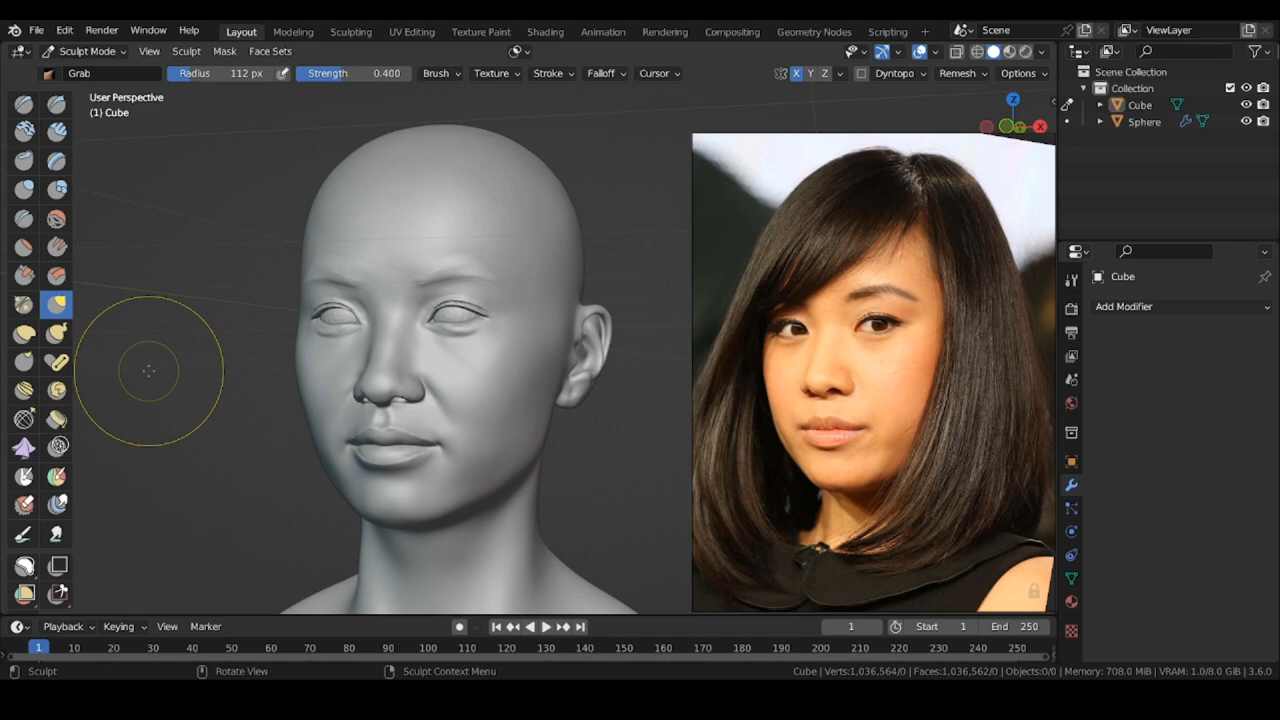 File Edit Render Window Help Layout Modeling Sculpting UV Editing Texture Paint Shading Animation Rendering Compositing Geometry Nodes Scripting + Scene ViewLayer
Sculpt Mode View Sculpt Mask Face Sets
Grab Radius 112 px Strength 0.400 Brush Texture Stroke Falloff Cursor X Y Z Dyntopo Remesh Options
Scene Collection
Collection
Cube
Sphere
User Perspective
(1) Cube
Z
X
Y
Cube
Add Modifier
Playback Keying View Marker 1 Start 1 End 250
1 10 20 30 40 50 60 70 80 90 100 110 120 130 140 150 160 170 180 190 200 210 220 230 240 250
Sculpt Rotate View Sculpt Context Menu Cube | Verts:1,036,564/0 | Faces:1,036,562/0 | Objects:0/0 | Memory: 708.0 MiB | VRAM: 1.0/8.0 GiB | 3.6.0